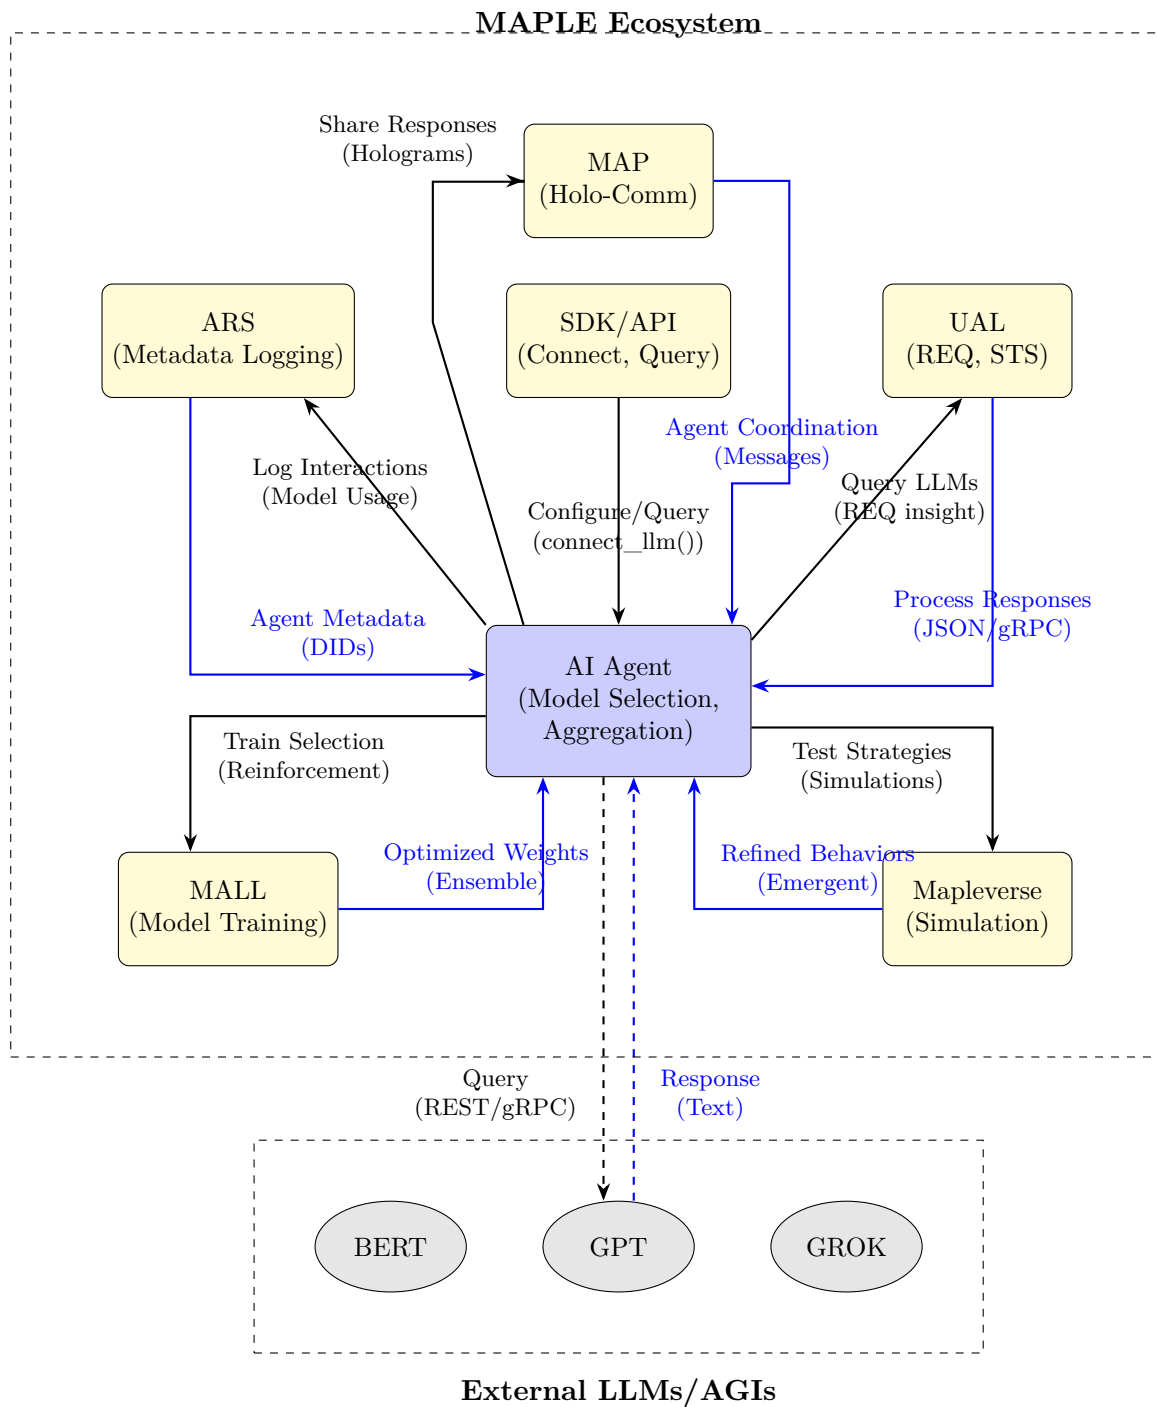 MAPLE Ecosystem
Share Responses
(Holograms)
MAP
(Holo-Comm)
ARS
(Metadata Logging)
SDK/API
(Connect, Query)
UAL
(REQ, STS)
Agent Coordination
(Messages)
Log Interactions
(Model Usage)
Query LLMs
(REQ insight)
Configure/Query
(connect_llm())
Process Responses
(JSON/gRPC)
Agent Metadata
(DIDs)
AI Agent
(Model Selection,
Aggregation)
Train Selection
(Reinforcement)
Test Strategies
(Simulations)
Optimized Weights
(Ensemble)
Refined Behaviors
(Emergent)
MALL
(Model Training)
Mapleverse
(Simulation)
Query
(REST/gRPC)
Response
(Text)
BERT
GPT
GROK
External LLMs/AGIs